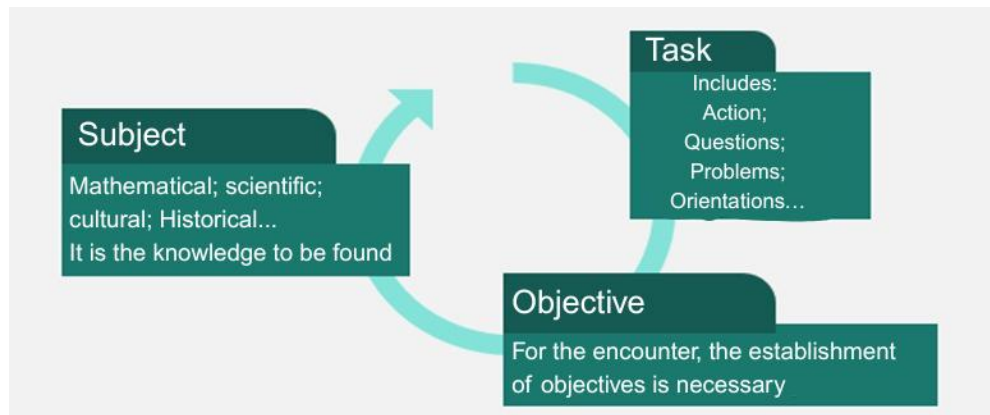 Task
Includes:
Action;
Questions;
Problems;
Orientations...
Subject
Mathematical; scientific;
cultural; Historical...
It is the knowledge to be found
Objective
For the encounter, the establishment
of objectives is necessary